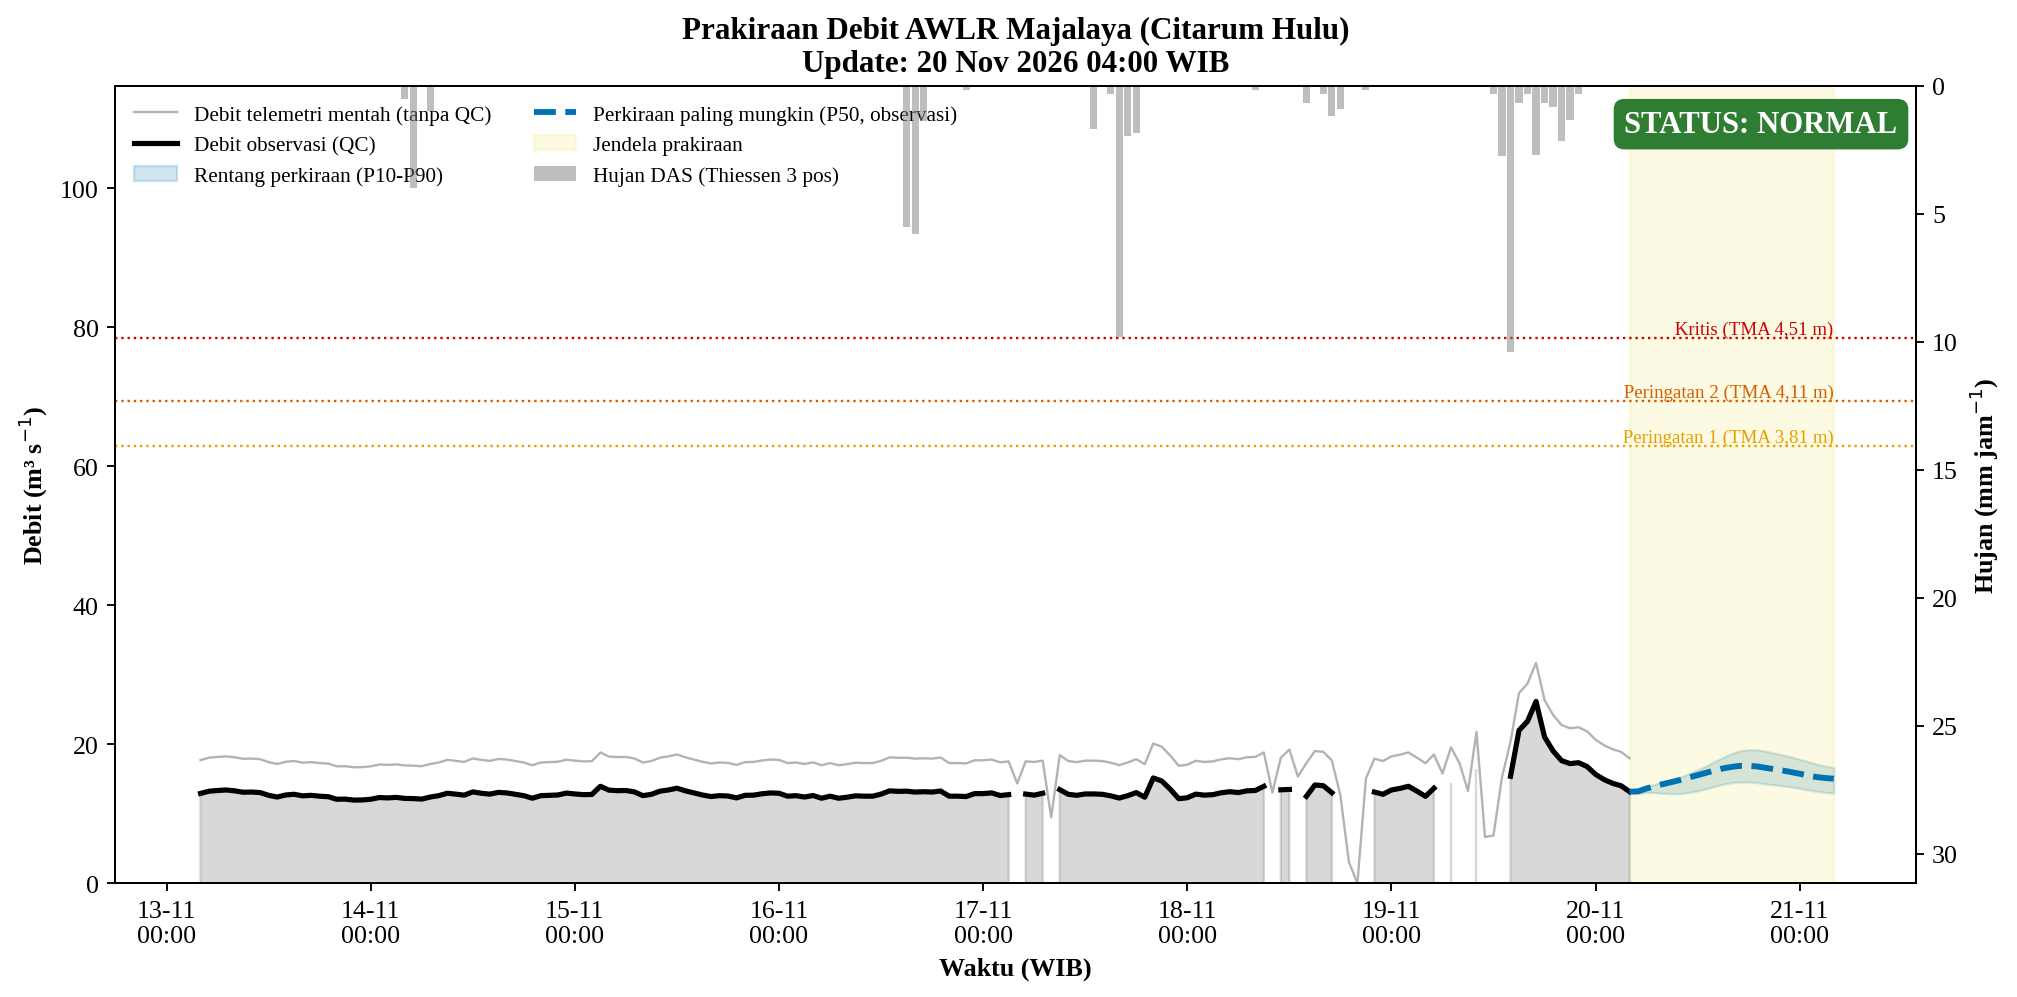 Prakiraan Debit AWLR Majalaya (Citarum Hulu)
Update: 20 Nov 2026 04:00 WIB
Debit telemetri mentah (tanpa QC)
Debit observasi (QC)
Rentang perkiraan (P10-P90)
Perkiraan paling mungkin (P50, observasi)
Jendela prakiraan
Hujan DAS (Thiessen 3 pos)
STATUS: NORMAL
Kritis (TMA 4,51 m)
Peringatan 2 (TMA 4,11 m)
Peringatan 1 (TMA 3,81 m)
Debit (m³ s⁻¹)
100
80
60
40
20
0
Hujan (mm jam⁻¹)
0
5
10
15
20
25
30
13-11
00:00
14-11
00:00
15-11
00:00
16-11
00:00
17-11
00:00
18-11
00:00
19-11
00:00
20-11
00:00
21-11
00:00
Waktu (WIB)